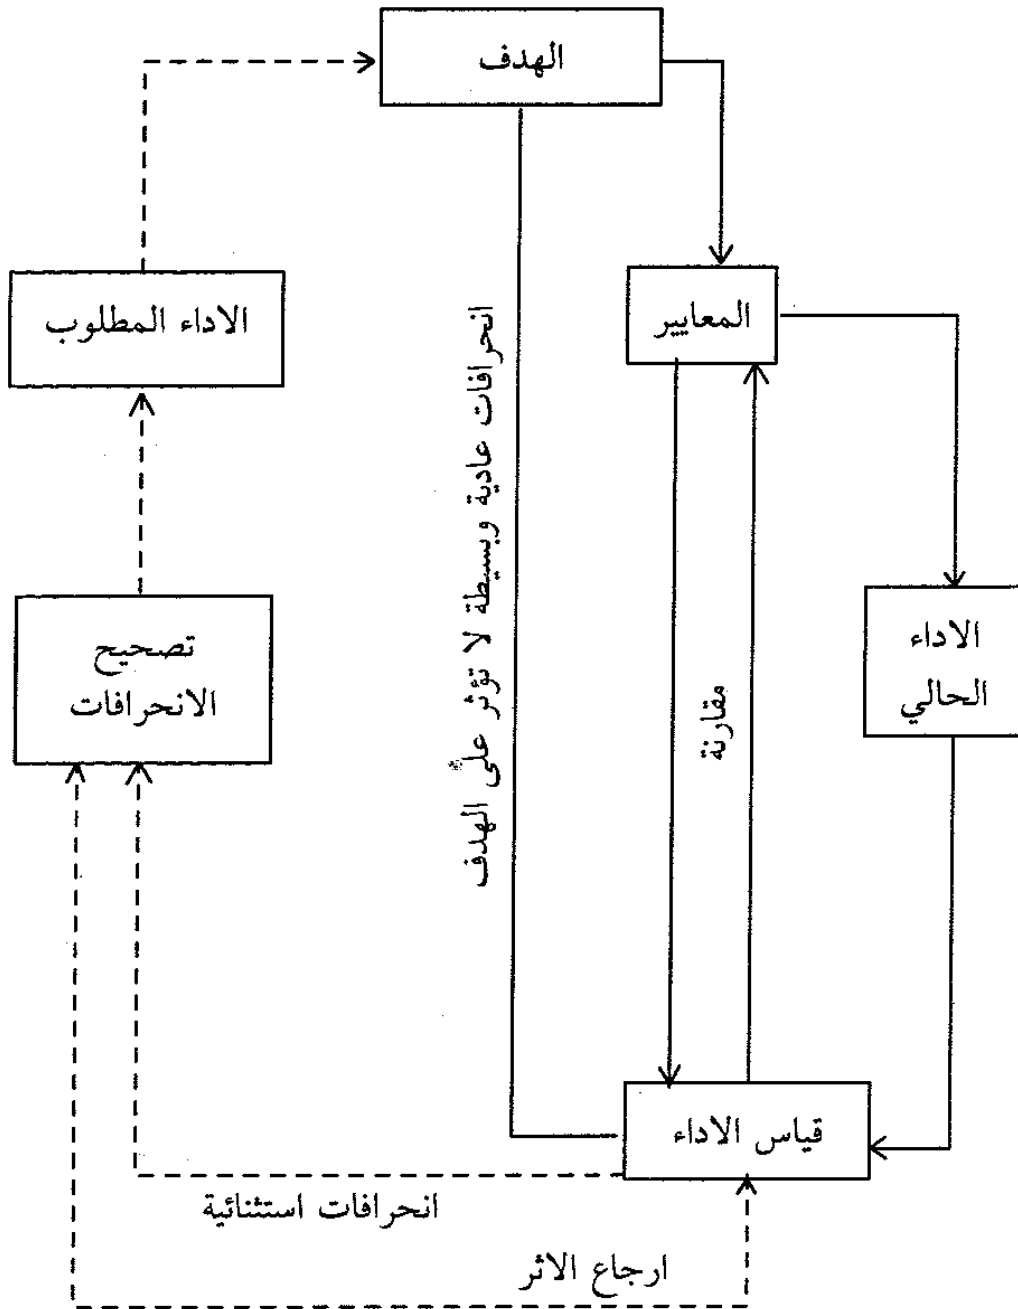 الهدف
المعايير
الاداء المطلوب
انحرافات عادية وبسيطة لا تؤثر على الهدف
الاداء
الحالي
تصحيح
الانحرافات
مقارنة
قياس الاداء
انحرافات استثنائية
ارجاع الاثر